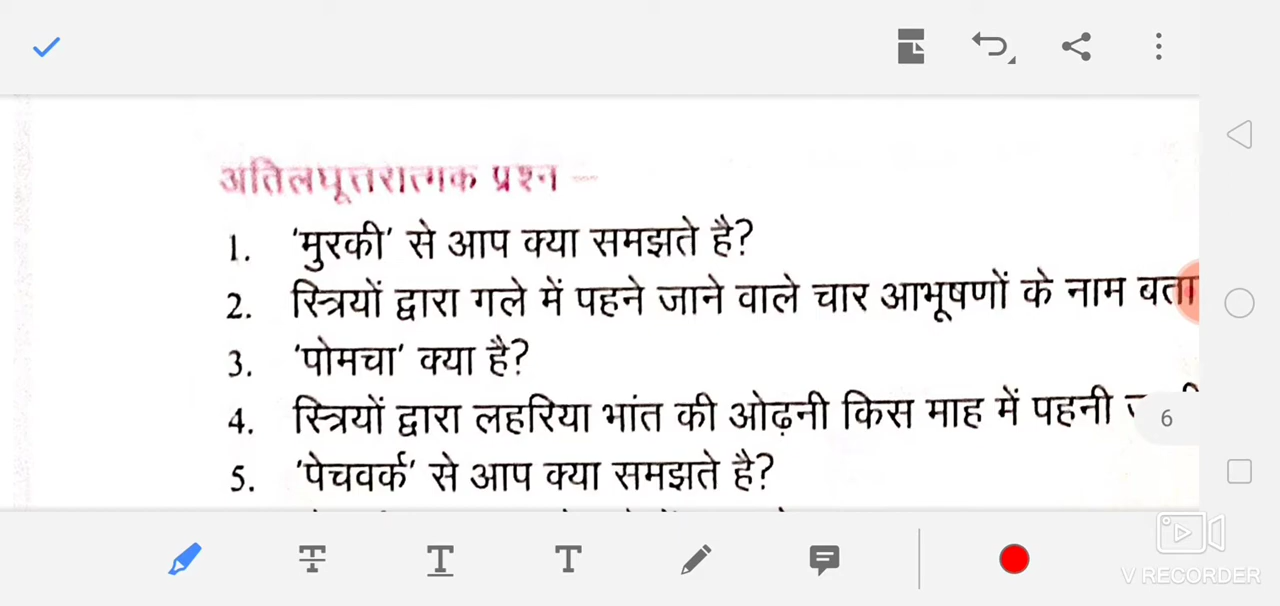 अतिलघूत्तरात्मक प्रश्न –
1. 'मुरकी' से आप क्या समझते है?
2. स्त्रियों द्वारा गले में पहने जाने वाले चार आभूषणों के नाम बता
3. 'पोमचा' क्या है?
4. स्त्रियों द्वारा लहरिया भांत की ओढ़नी किस माह में पहनी
6
5. 'पेचवर्क' से आप क्या समझते है?
T T T
V RECORDER